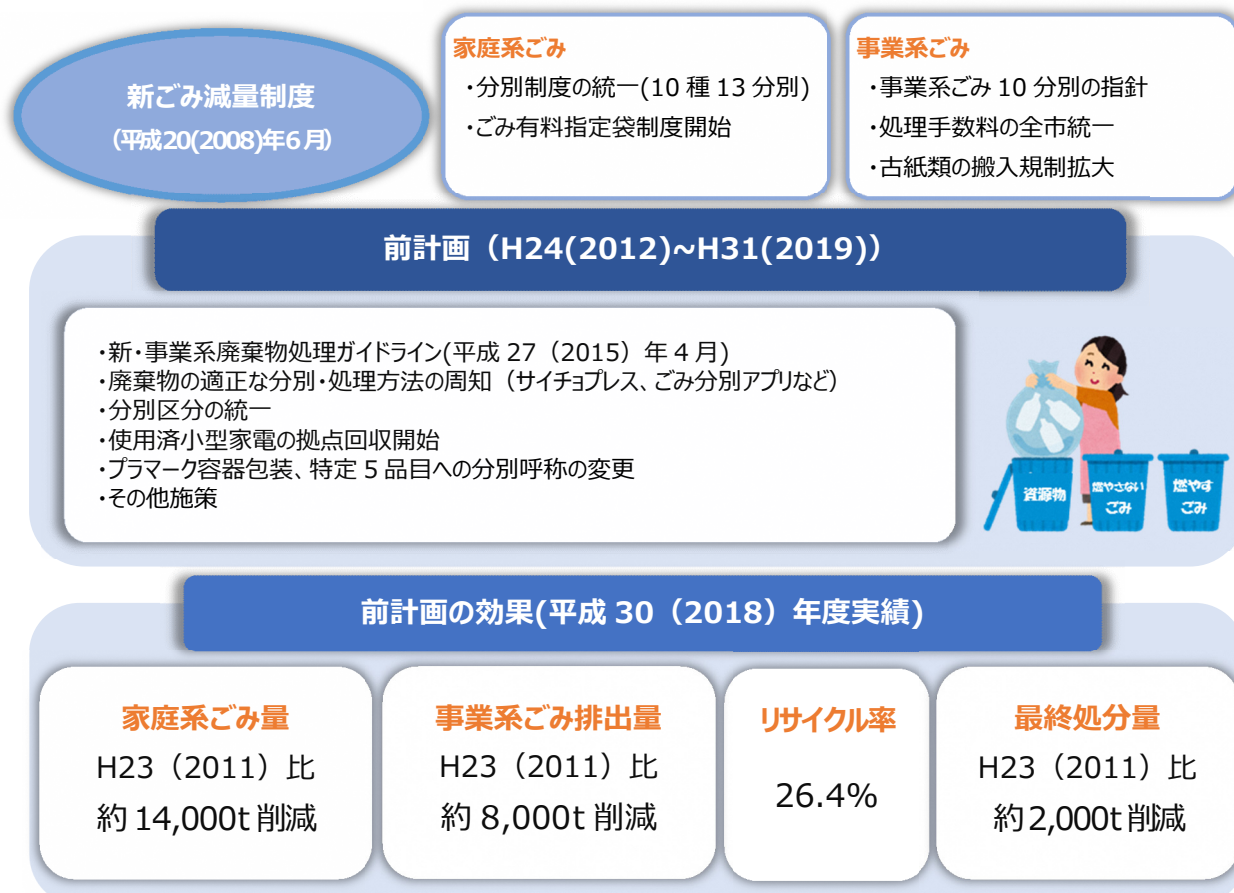 新ごみ減量制度
(平成20(2008)年6月)
家庭系ごみ
・分別制度の統一(10種13分別)
・ごみ有料指定袋制度開始
事業系ごみ
・事業系ごみ10分別の指針
・処理手数料の全市統一
・古紙類の搬入規制拡大
前計画（H24(2012)~H31(2019)）
・新・事業系廃棄物処理ガイドライン(平成27（2015）年4月)
・廃棄物の適正な分別・処理方法の周知（サイチョプレス、ごみ分別アプリなど）
・分別区分の統一
・使用済小型家電の拠点回収開始
・プラマーク容器包装、特定5品目への分別呼称の変更
・その他施策
資源物
燃やさない
ごみ
燃やす
ごみ
前計画の効果(平成30（2018）年度実績)
家庭系ごみ量
H23（2011）比
約14,000t削減
事業系ごみ排出量
H23（2011）比
約8,000t削減
リサイクル率
26.4%
最終処分量
H23（2011）比
約2,000t削減